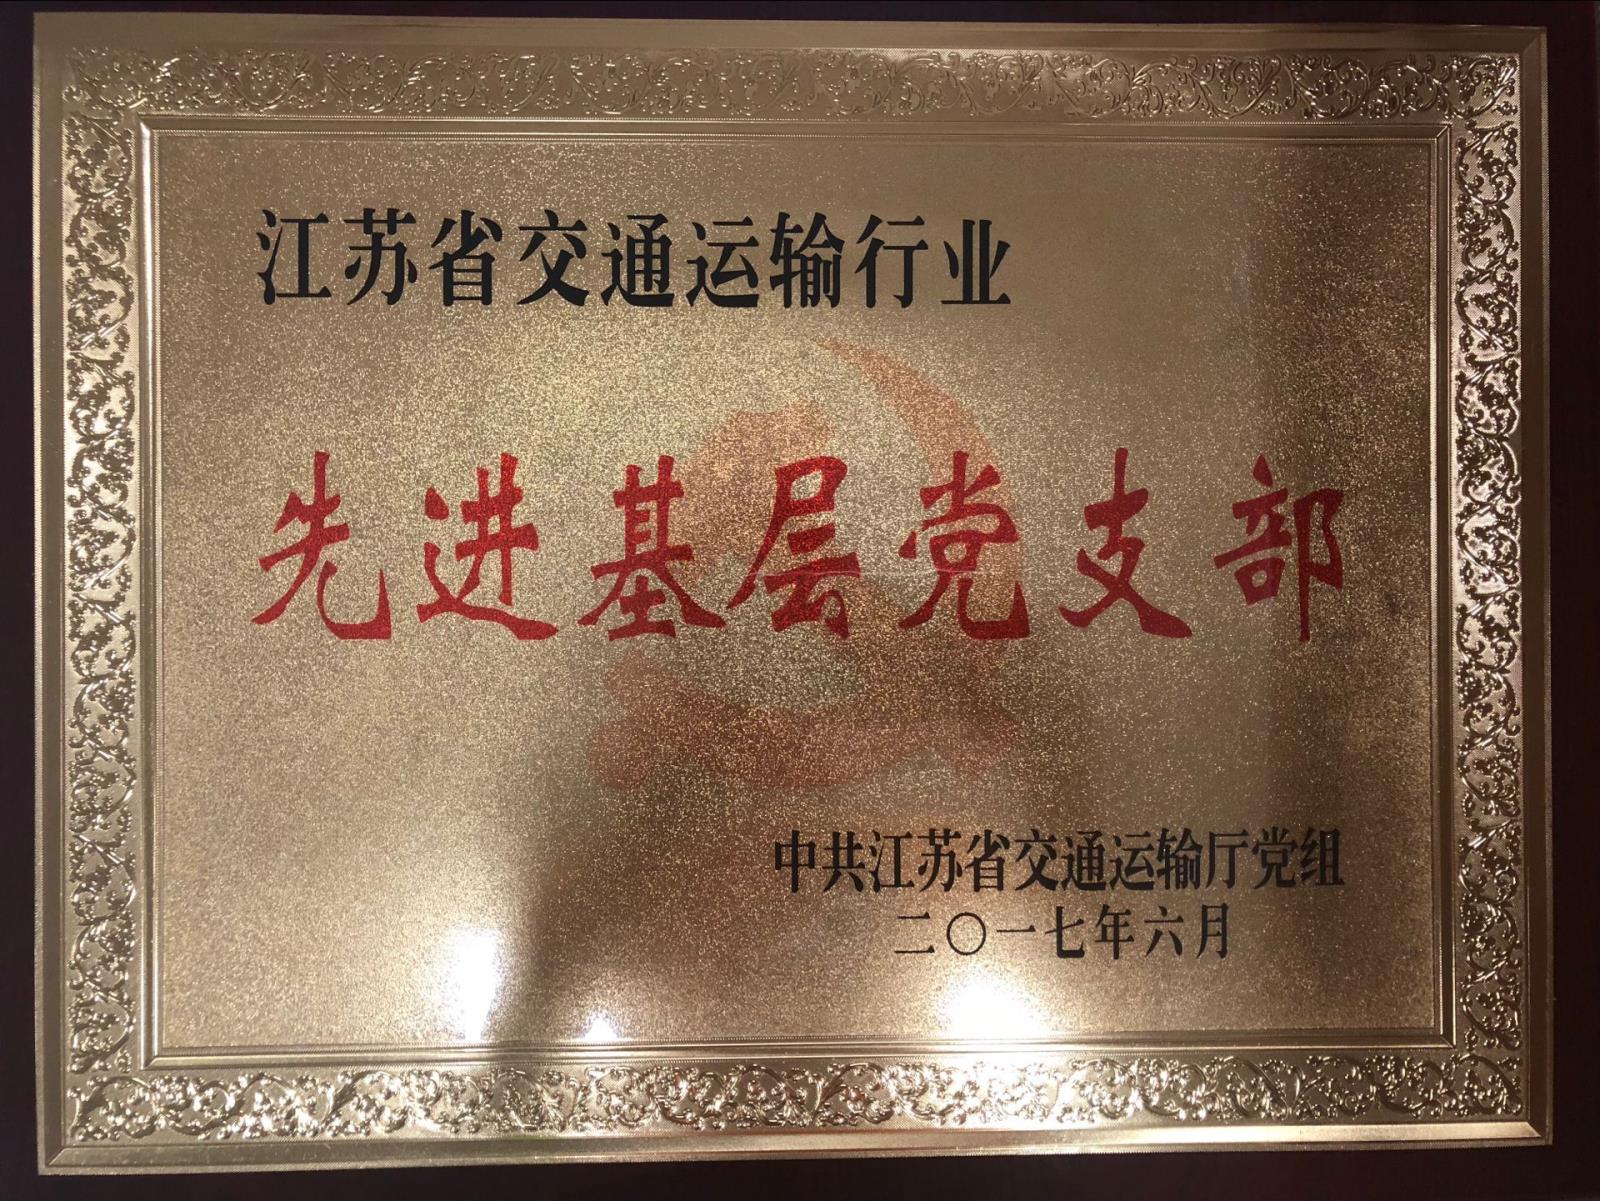 江苏省交通运输行业
先进基层党支部
中共江苏省交通运输厅党组
二〇一七年六月